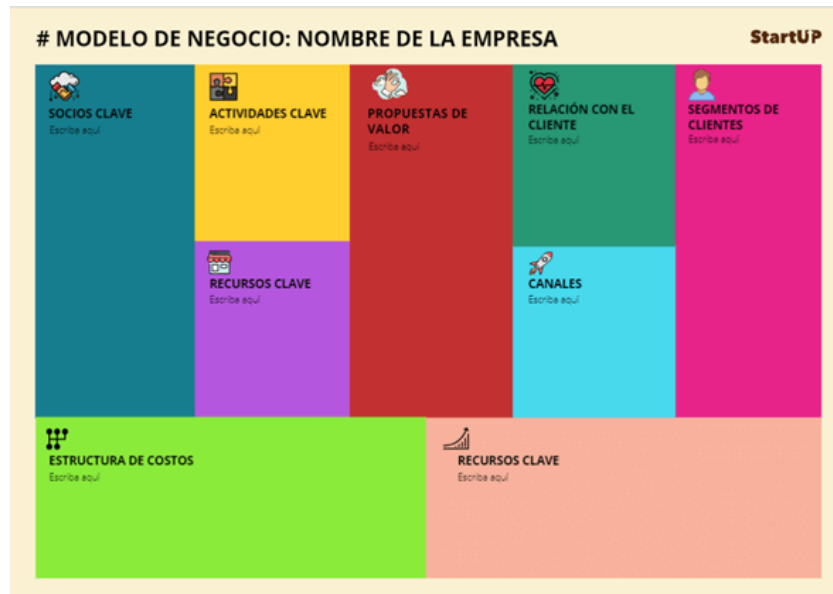 # MODELO DE NEGOCIO: NOMBRE DE LA EMPRESA
StartUP
SOCIOS CLAVE
Escriba aquí
ACTIVIDADES CLAVE
Escriba aquí
PROPUESTAS DE
VALOR
Escriba aquí
RELACIÓN CON EL
CLIENTE
Escriba aquí
SEGMENTOS DE
CLIENTES
Escriba aquí
RECURSOS CLAVE
Escriba aquí
CANALES
Escriba aquí
ESTRUCTURA DE COSTOS
Escriba aquí
RECURSOS CLAVE
Escriba aquí